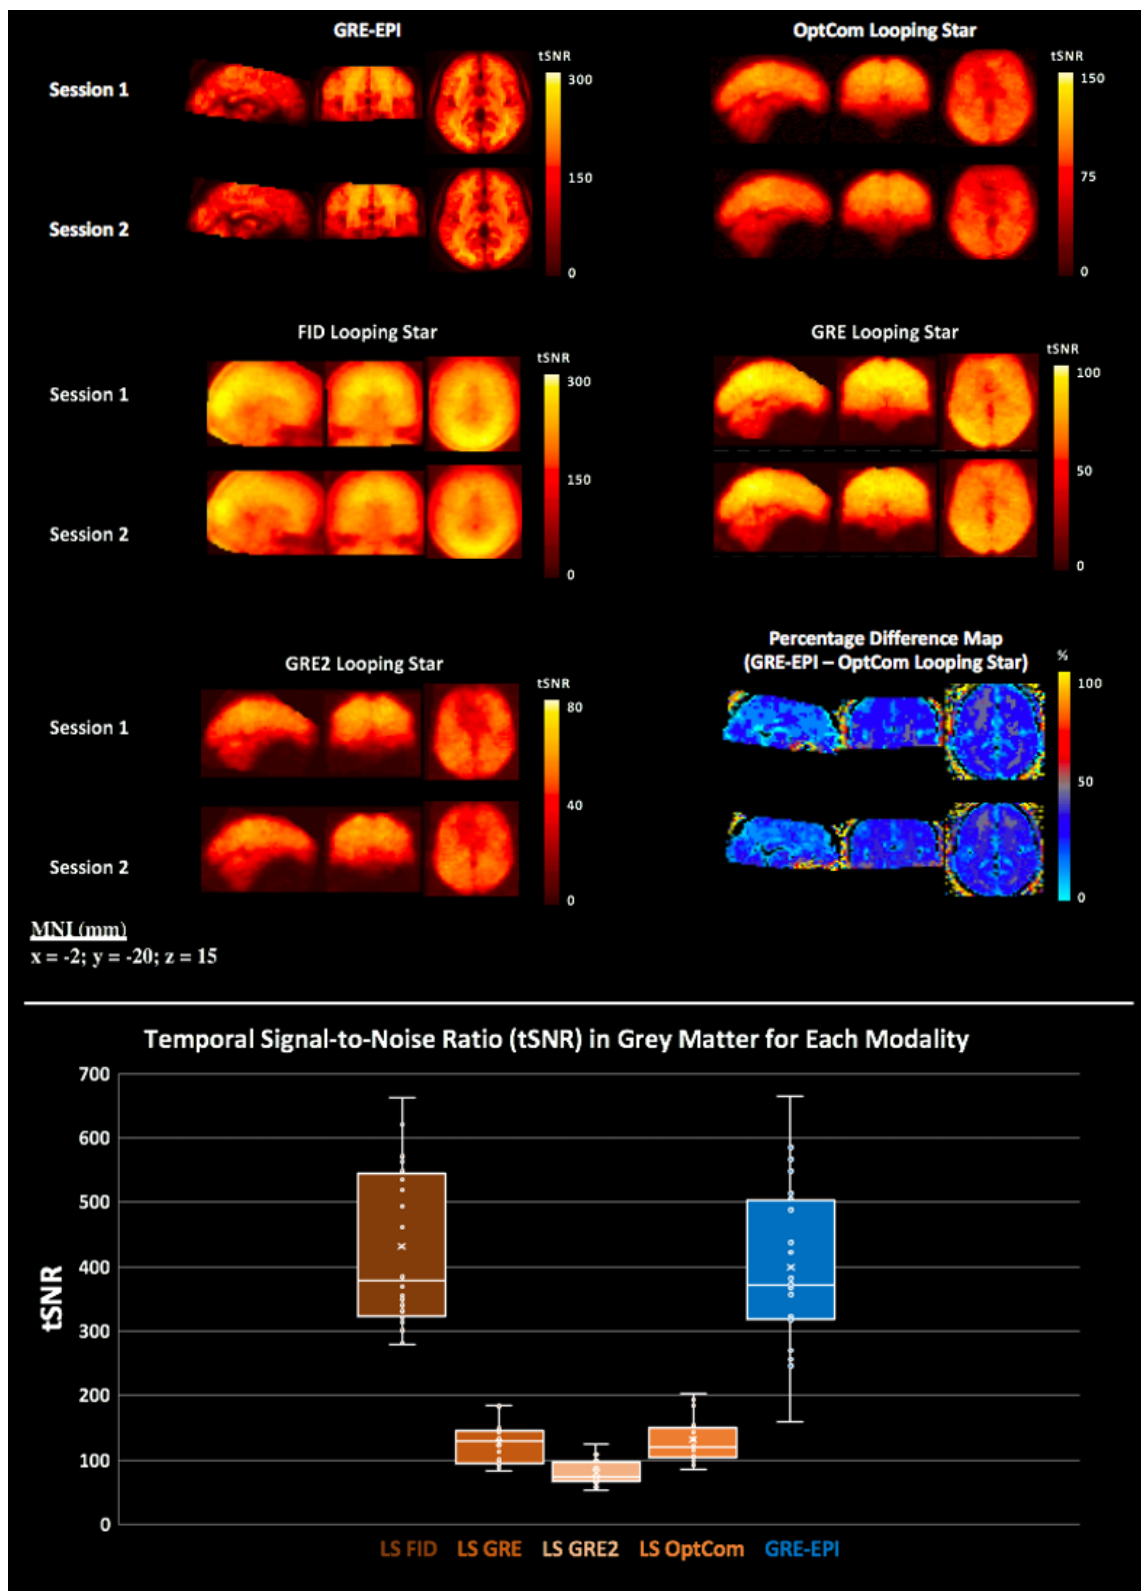 GRE-EPI
OptCom Looping Star
tSNR
tSNR
Session 1
300
150
150
75
Session 2
0
0
FID Looping Star
GRE Looping Star
tSNR
tSNR
Session 1
300
100
150
50
Session 2
0
0
GRE2 Looping Star
Percentage Difference Map
(GRE-EPI – OptCom Looping Star)
tSNR
%
Session 1
80
100
40
50
Session 2
0
0
MNI (mm)
x = -2; y = -20; z = 15
Temporal Signal-to-Noise Ratio (tSNR) in Grey Matter for Each Modality
tSNR
700
600
500
400
300
200
100
0
LS FID LS GRE LS GRE2 LS OptCom GRE-EPI